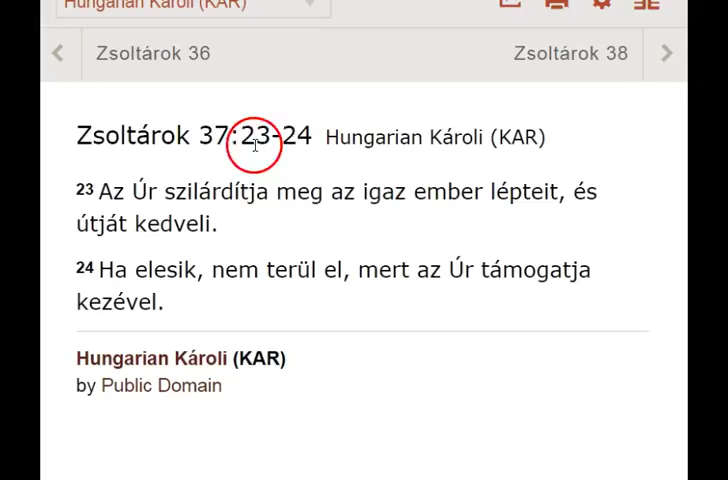 Hungarian Károli (KAR)
Zsoltárok 36
Zsoltárok 38
Zsoltárok 37:23-24 Hungarian Károli (KAR)
23 Az Úr szilárdítja meg az igaz ember lépteit, és
útját kedveli.
24 Ha elesik, nem terül el, mert az Úr támogatja
kezével.
Hungarian Károli (KAR)
by Public Domain